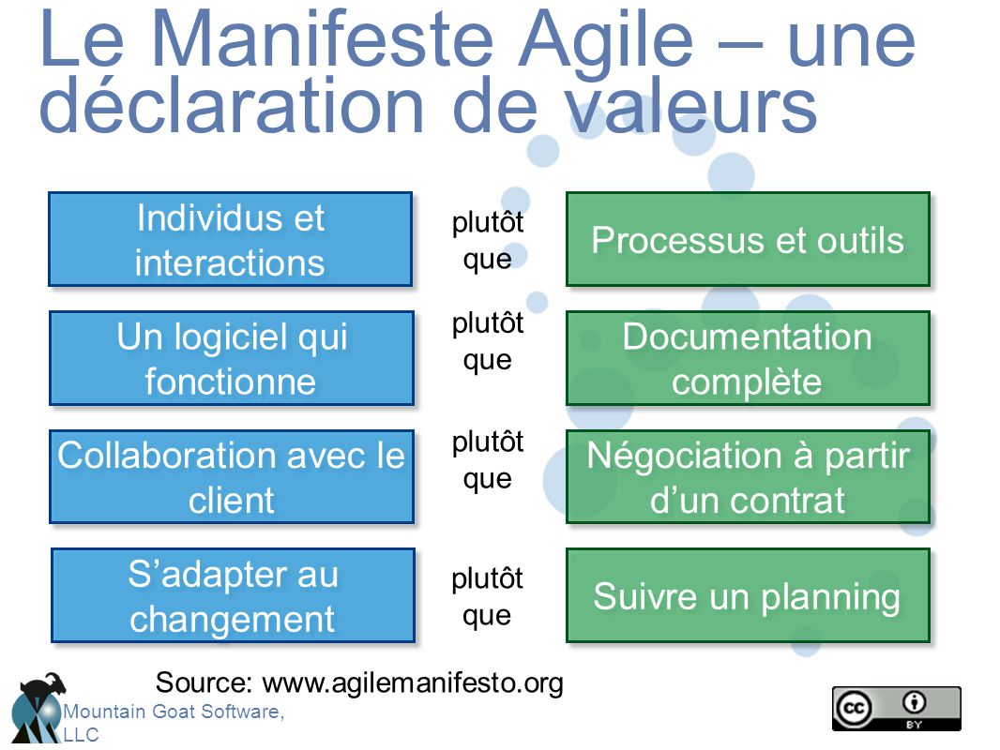 Le Manifeste Agile – une
déclaration de valeurs
Individus et
interactions
plutôt
que
Processus et outils
Un logiciel qui
fonctionne
plutôt
que
Documentation
complète
Collaboration avec le
client
plutôt
que
Négociation à partir
d’un contrat
S’adapter au
changement
plutôt
que
Suivre un planning
Source: www.agilemanifesto.org
Mountain Goat Software,
LLC
cc
BY